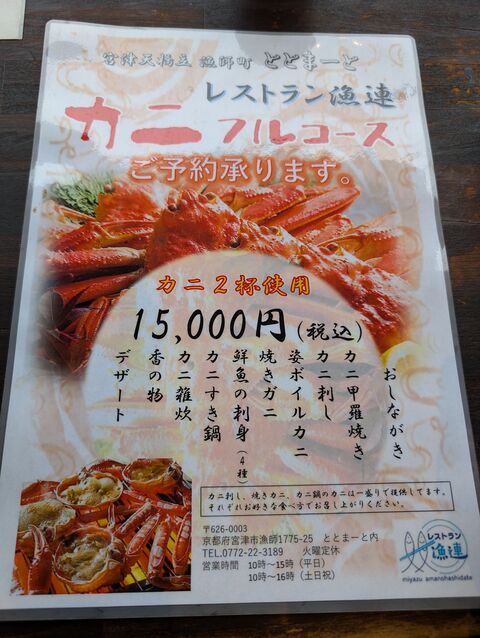 宮津天橋立 漁師町 ととまーと
レストラン漁連
カニフルコース
ご予約承ります。
カニ2杯使用
15,000円(税込)
おしながき
カニ甲羅焼き
カニ刺し
姿ボイルカニ
焼きガニ
鮮魚の刺身(4種)
カニすき鍋
カニ雑炊
香の物
デザート
カニ刺し、焼きカニ、カニ鍋のカニは一盛りで提供してます。
それぞれお好きな食べ方でお召し上がりください。
〒626-0003
京都府宮津市漁師1775-25 ととまーと内
TEL.0772-22-3189 火曜定休
営業時間 10時~15時(平日)
10時~16時(土日祝)
レストラン
漁連
miyazu amanohashidate